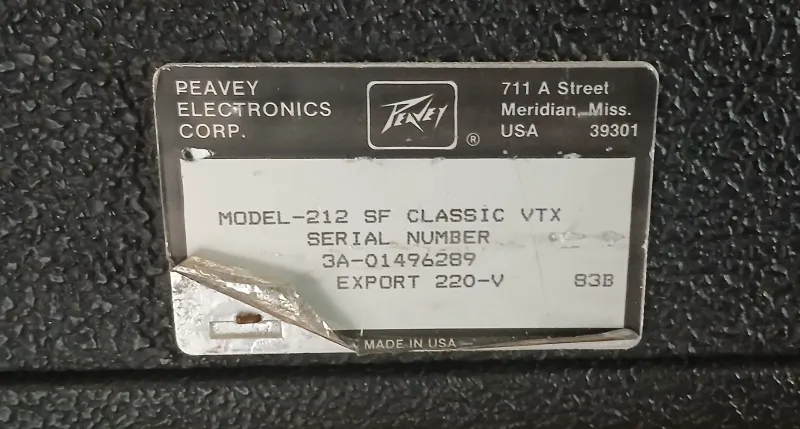 PEAVEY
ELECTRONICS
CORP.
PEAVEY
®
711 A Street
Meridian, Miss.
USA 39301
MODEL-212 SF CLASSIC VTX
SERIAL NUMBER
3A-01496289
EXPORT 220-V 83B
MADE IN USA